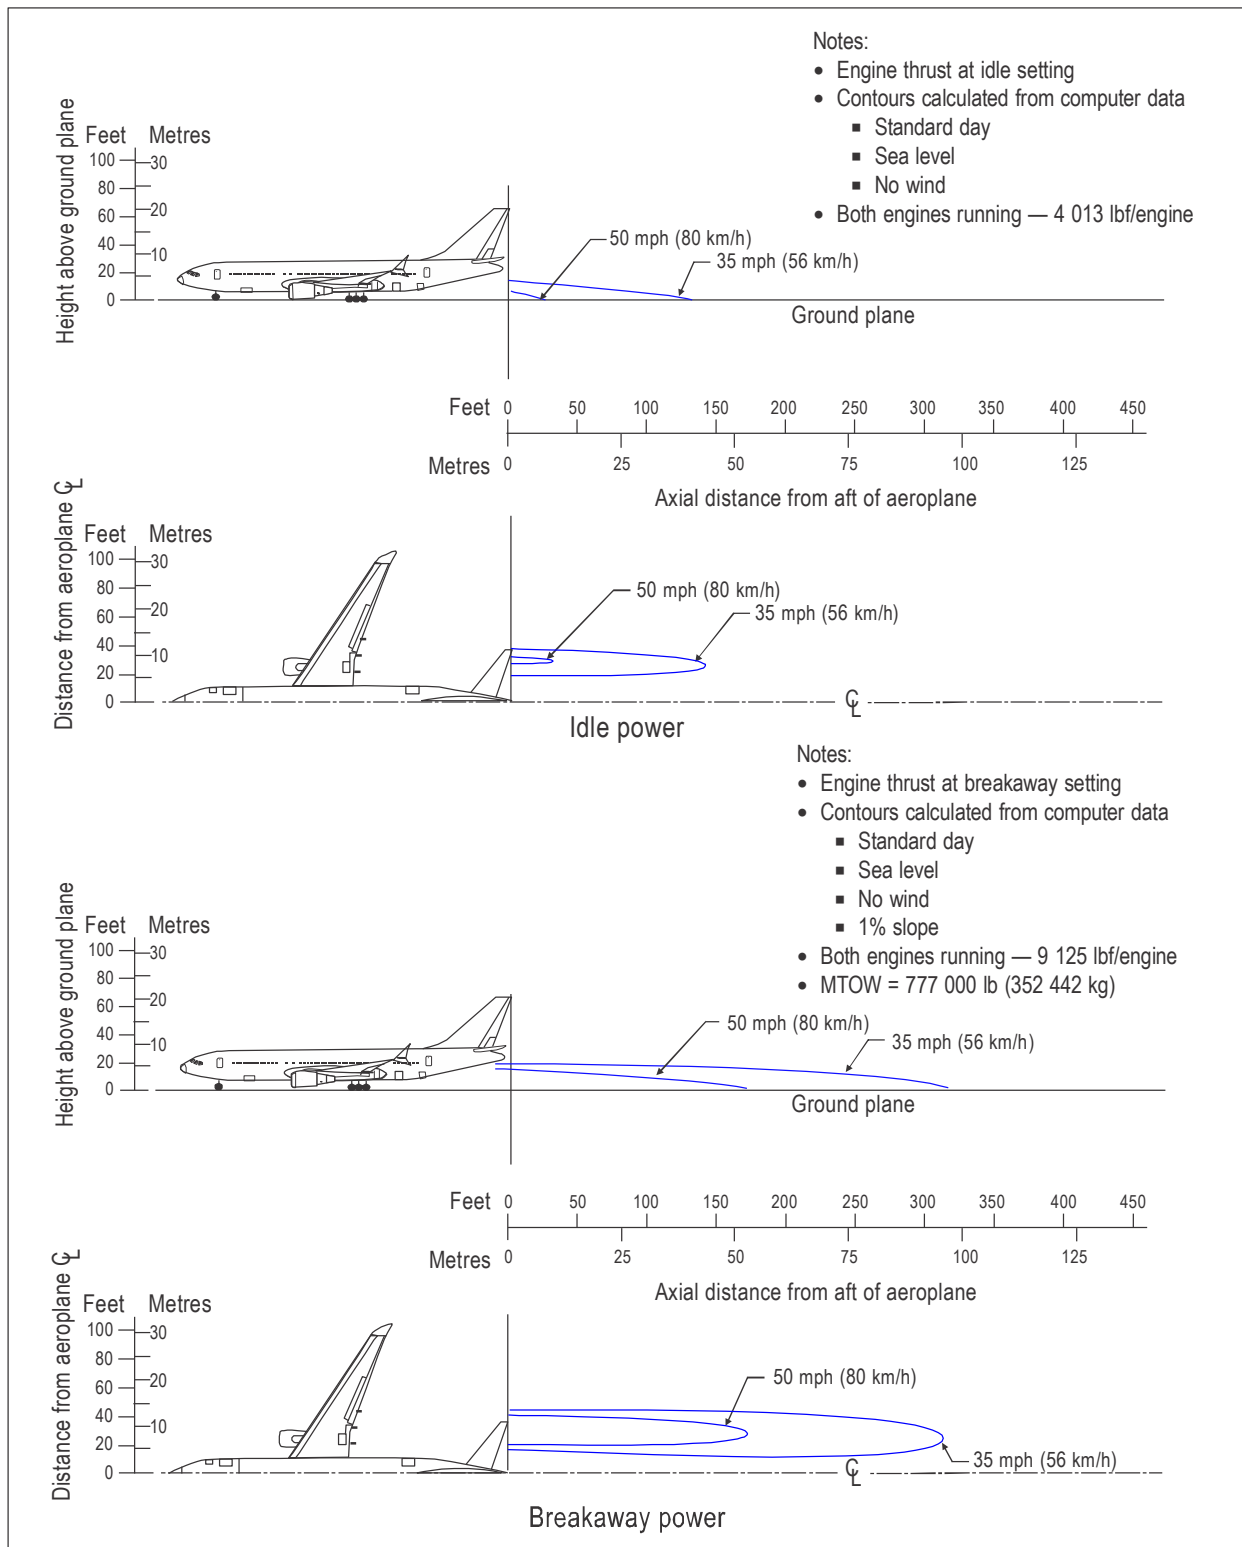 Notes:
• Engine thrust at idle setting
• Contours calculated from computer data
▪ Standard day
▪ Sea level
▪ No wind
• Both engines running — 4 013 lbf/engine
Height above ground plane
Feet Metres
100 30
80
60 20
40 10
20
0
50 mph (80 km/h)
35 mph (56 km/h)
Ground plane
Feet 0 50 100 150 200 250 300 350 400 450
Metres 0 25 50 75 100 125
Axial distance from aft of aeroplane
Distance from aeroplane ℄
Feet Metres
100 30
80
60 20
40 10
20
0
50 mph (80 km/h)
35 mph (56 km/h)
℄
Idle power
Notes:
• Engine thrust at breakaway setting
• Contours calculated from computer data
▪ Standard day
▪ Sea level
▪ No wind
▪ 1% slope
• Both engines running — 9 125 lbf/engine
• MTOW = 777 000 lb (352 442 kg)
Height above ground plane
Feet Metres
100 30
80
60 20
40 10
20
0
50 mph (80 km/h)
35 mph (56 km/h)
Ground plane
Feet 0 50 100 150 200 250 300 350 400 450
Metres 0 25 50 75 100 125
Axial distance from aft of aeroplane
Distance from aeroplane ℄
Feet Metres
100 30
80
60 20
40 10
20
0
50 mph (80 km/h)
35 mph (56 km/h)
℄
Breakaway power